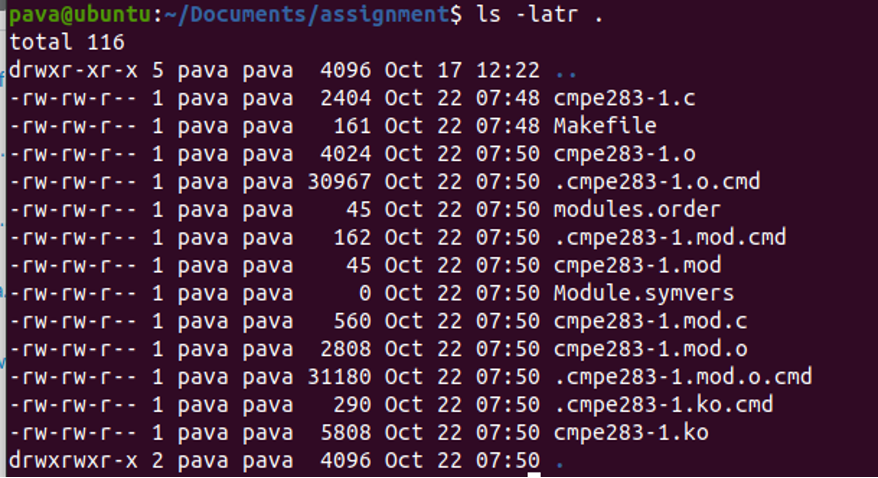 pava@ubuntu:~/Documents/assignment$ ls -latr .
total 116
drwxr-xr-x 5 pava pava  4096 Oct 17 12:22 ..
-rw-rw-r-- 1 pava pava  2404 Oct 22 07:48 cmpe283-1.c
-rw-rw-r-- 1 pava pava   161 Oct 22 07:48 Makefile
-rw-rw-r-- 1 pava pava  4024 Oct 22 07:50 cmpe283-1.o
-rw-rw-r-- 1 pava pava 30967 Oct 22 07:50 .cmpe283-1.o.cmd
-rw-rw-r-- 1 pava pava    45 Oct 22 07:50 modules.order
-rw-rw-r-- 1 pava pava   162 Oct 22 07:50 .cmpe283-1.mod.cmd
-rw-rw-r-- 1 pava pava    45 Oct 22 07:50 cmpe283-1.mod
-rw-rw-r-- 1 pava pava     0 Oct 22 07:50 Module.symvers
-rw-rw-r-- 1 pava pava   560 Oct 22 07:50 cmpe283-1.mod.c
-rw-rw-r-- 1 pava pava  2808 Oct 22 07:50 cmpe283-1.mod.o
-rw-rw-r-- 1 pava pava 31180 Oct 22 07:50 .cmpe283-1.mod.o.cmd
-rw-rw-r-- 1 pava pava   290 Oct 22 07:50 .cmpe283-1.ko.cmd
-rw-rw-r-- 1 pava pava  5808 Oct 22 07:50 cmpe283-1.ko
drwxrwxr-x 2 pava pava  4096 Oct 22 07:50 .